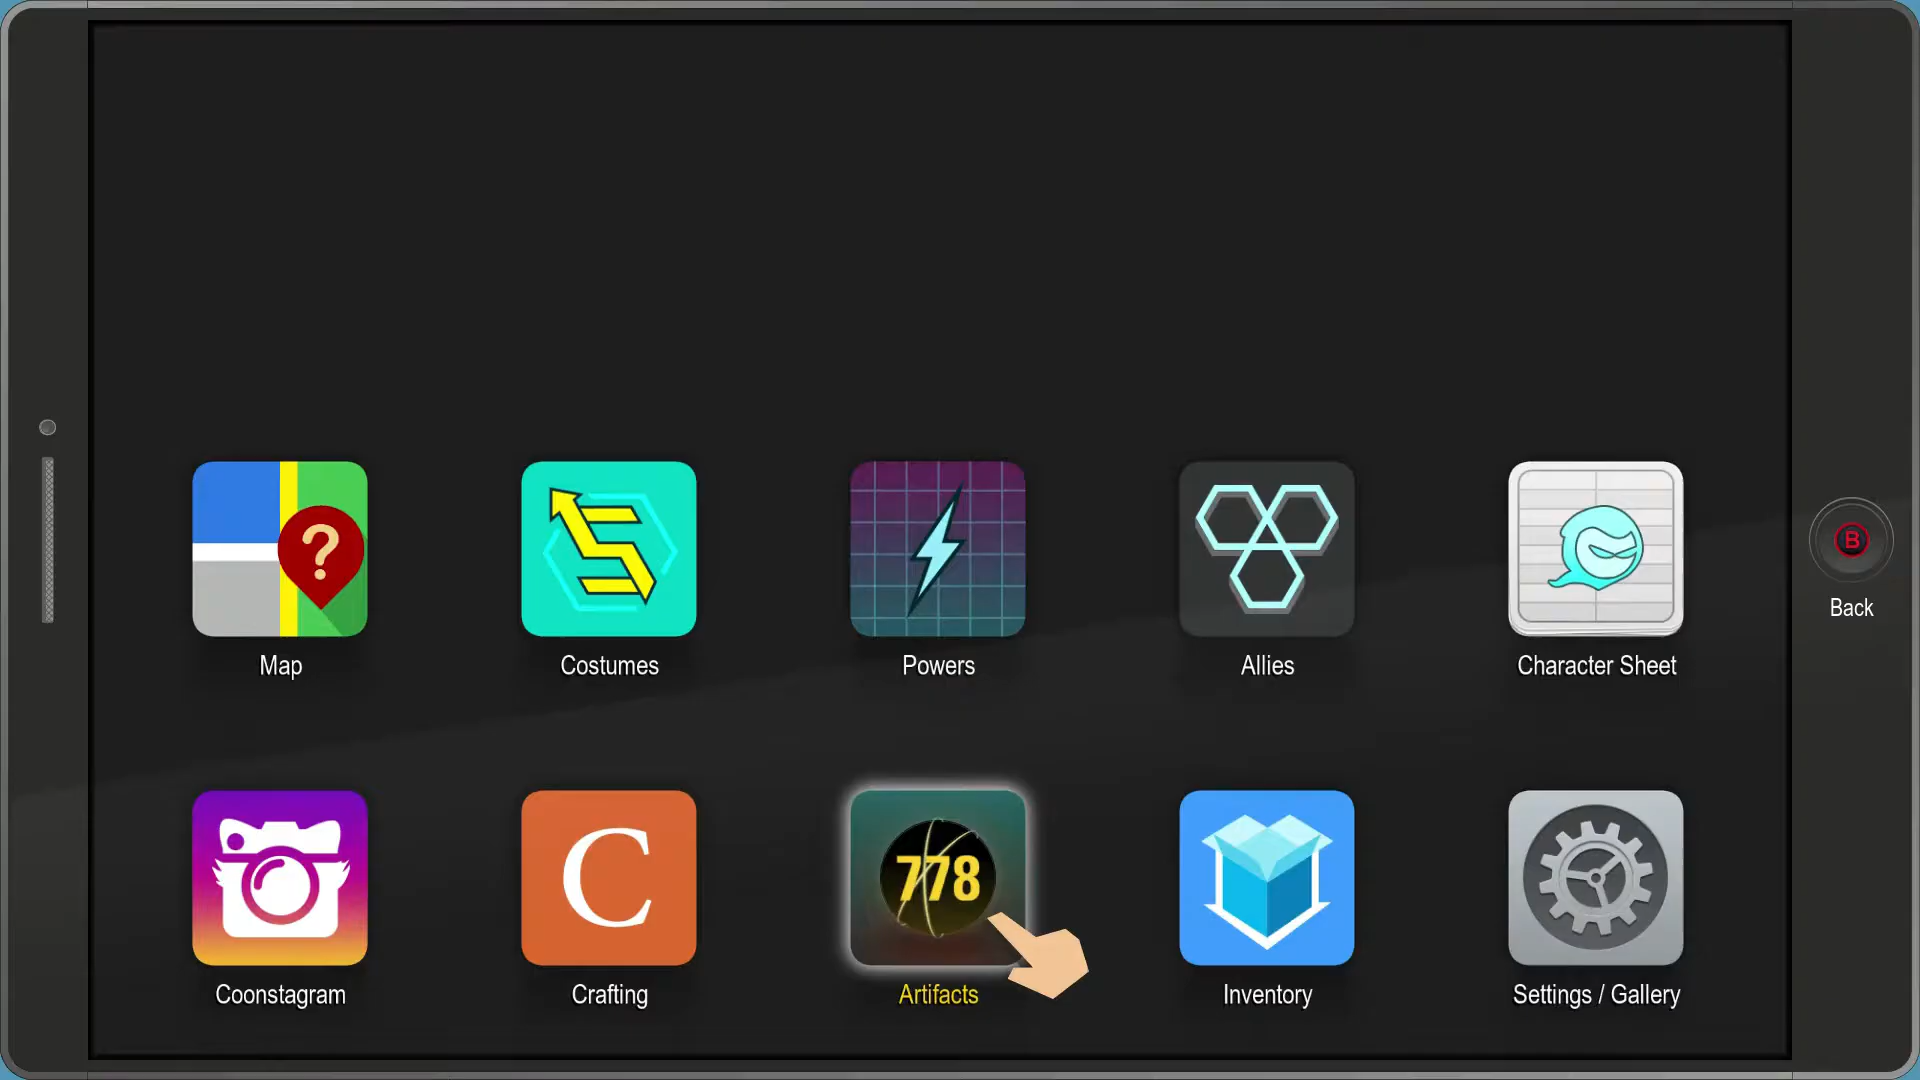 ?
Map
Costumes
Powers
Allies
Character Sheet
B
Back
C
778
Coonstagram
Crafting
Artifacts
Inventory
Settings / Gallery